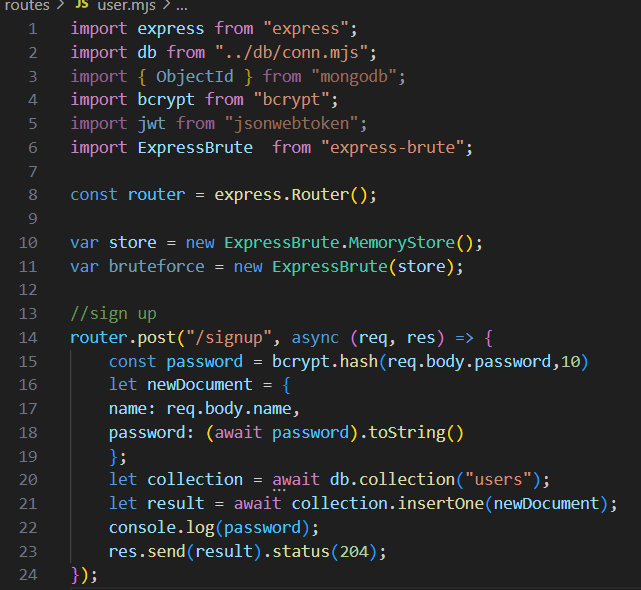 routes > JS user.mjs > ...
1 import express from "express";
2 import db from "../db/conn.mjs";
3 import { ObjectId } from "mongodb";
4 import bcrypt from "bcrypt";
5 import jwt from "jsonwebtoken";
6 import ExpressBrute  from "express-brute";
7
8 const router = express.Router();
9
10 var store = new ExpressBrute.MemoryStore();
11 var bruteforce = new ExpressBrute(store);
12
13 //sign up
14 router.post("/signup", async (req, res) => {
15     const password = bcrypt.hash(req.body.password,10)
16     let newDocument = {
17     name: req.body.name,
18     password: (await password).toString()
19     };
20     let collection = await db.collection("users");
21     let result = await collection.insertOne(newDocument);
22     console.log(password);
23     res.send(result).status(204);
24 });